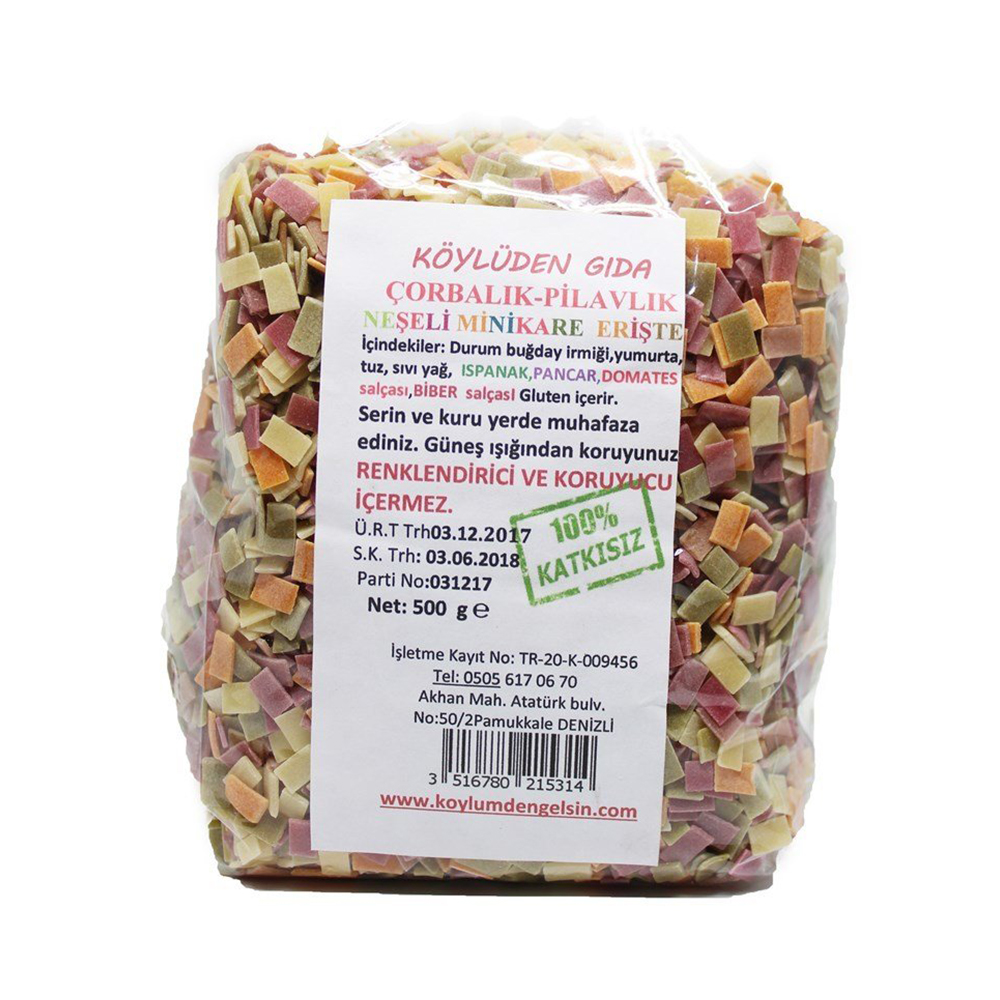 KÖYLÜDEN GIDA
ÇORBALIK-PİLAVLIK
NEŞELİ MİNİKARE ERİŞTE
İçindekiler: Durum buğday irmiği,yumurta,
tuz, sıvı yağ, ISPANAK,PANCAR,DOMATES
salçası,BİBER salçasI Gluten içerir.
Serin ve kuru yerde muhafaza
ediniz. Güneş ışığından koruyunuz
RENKLENDİRİCİ VE KORUYUCU
İÇERMEZ.
100%
KATKISIZ
Ü.R.T Trh03.12.2017
S.K. Trh: 03.06.2018
Parti No:031217
Net: 500 g ℮
İşletme Kayıt No: TR-20-K-009456
Tel: 0505 617 06 70
Akhan Mah. Atatürk bulv.
No:50/2Pamukkale DENİZLİ
3 516780 215314
www.koylumdengelsin.com